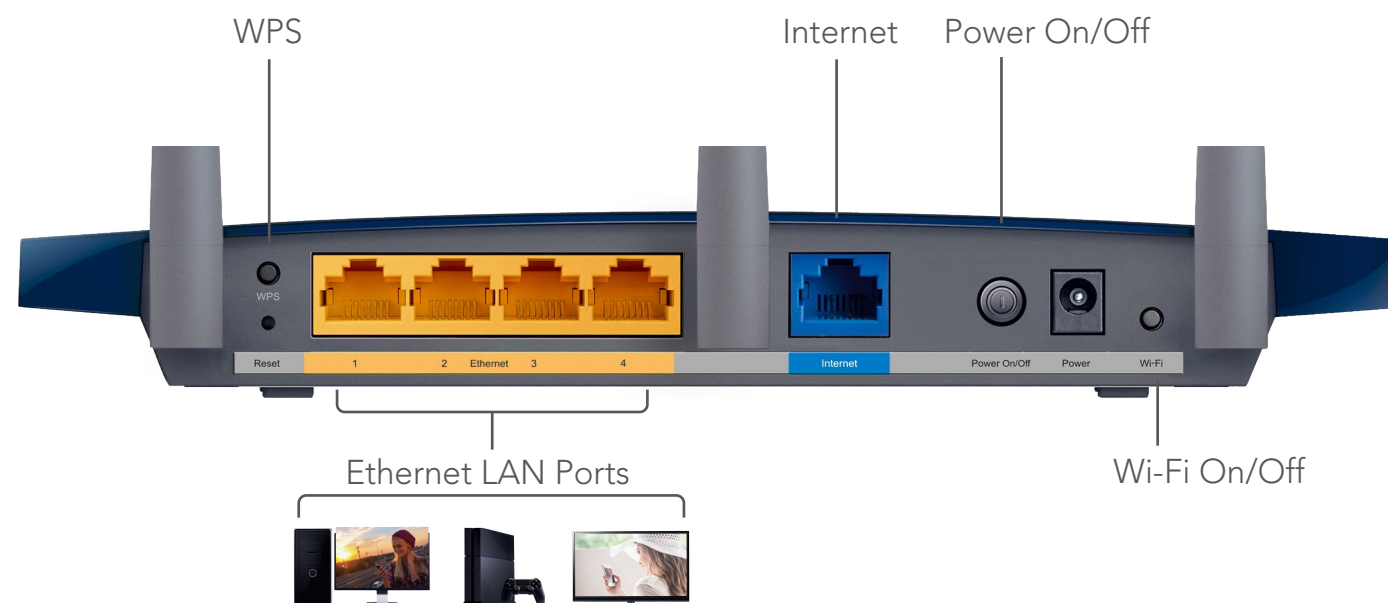 WPS
Internet
Power On/Off
WPS
Reset
1 2 Ethernet 3 4
Internet
Power On/Off
Power
Wi-Fi
Ethernet LAN Ports
Wi-Fi On/Off